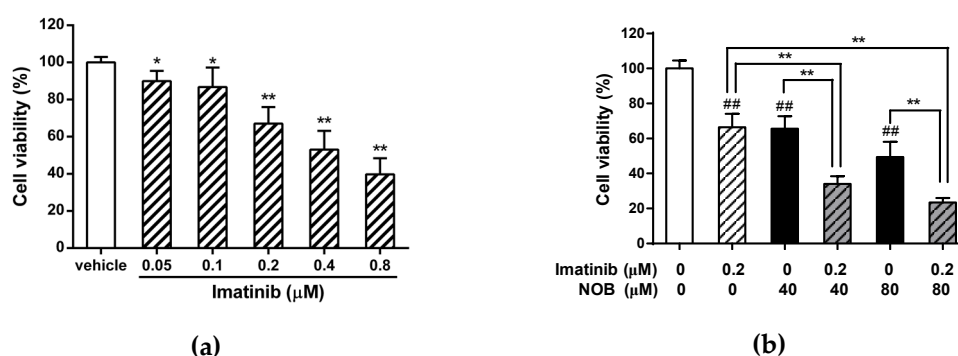 120
100
80
60
40
20
0
Cell viability (%)
* * ** ** **
vehicle 0.05 0.1 0.2 0.4 0.8
Imatinib (μM)
(a)
120
100
80
60
40
20
0
Cell viability (%)
**
**
**
**
## ## ##
Imatinib (μM) 0 0.2 0 0.2 0 0.2
NOB (μM) 0 0 40 40 80 80
(b)